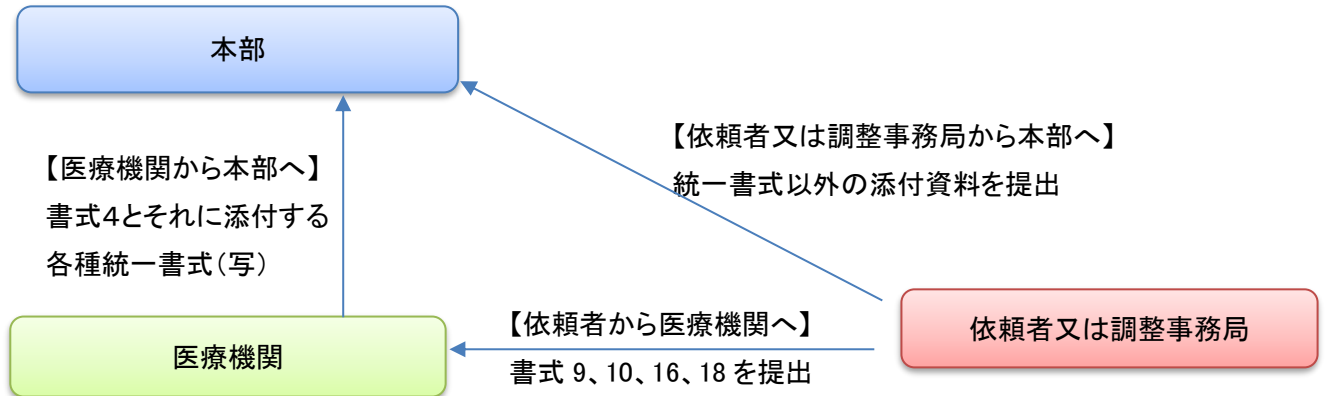 本部
【依頼者又は調整事務局から本部へ】
統一書式以外の添付資料を提出
【医療機関から本部へ】
書式４とそれに添付する
各種統一書式（写）
医療機関
【依頼者から医療機関へ】
書式 9、10、16、18 を提出
依頼者又は調整事務局